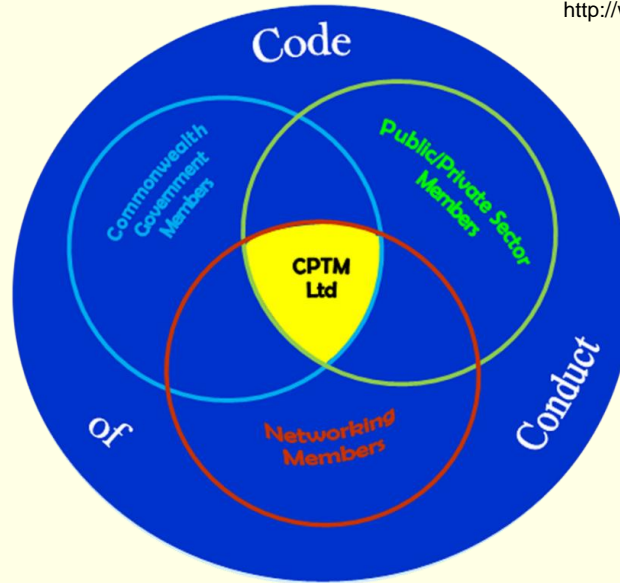 http://w
Code
Commonwealth
Government
Members
Public/Private Sector
Members
CPTM
Ltd
of
Conduct
Networking
Members